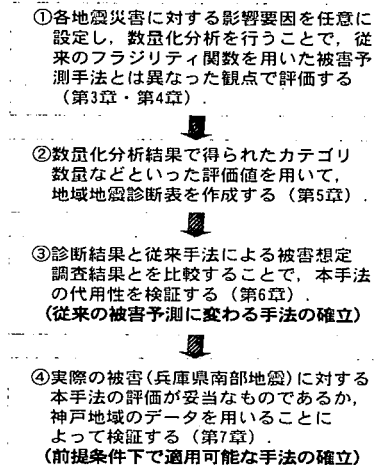 ①各地震災害に対する影響要因を任意に
設定し，数量化分析を行うことで，従
来のフラジリティ関数を用いた被害予
測手法とは異なった観点で評価する
（第3章・第4章）．
②数量化分析結果で得られたカテゴリ
数量などといった評価値を用いて，
地域地震診断表を作成する（第5章）．
③診断結果と従来手法による被害想定
調査結果とを比較することで，本手法
の代用性を検証する（第6章）．
(従来の被害予測に変わる手法の確立)
④実際の被害(兵庫県南部地震)に対する
本手法の評価が妥当なものであるか，
神戸地域のデータを用いることに
よって検証する（第7章）．
(前提条件下で適用可能な手法の確立)